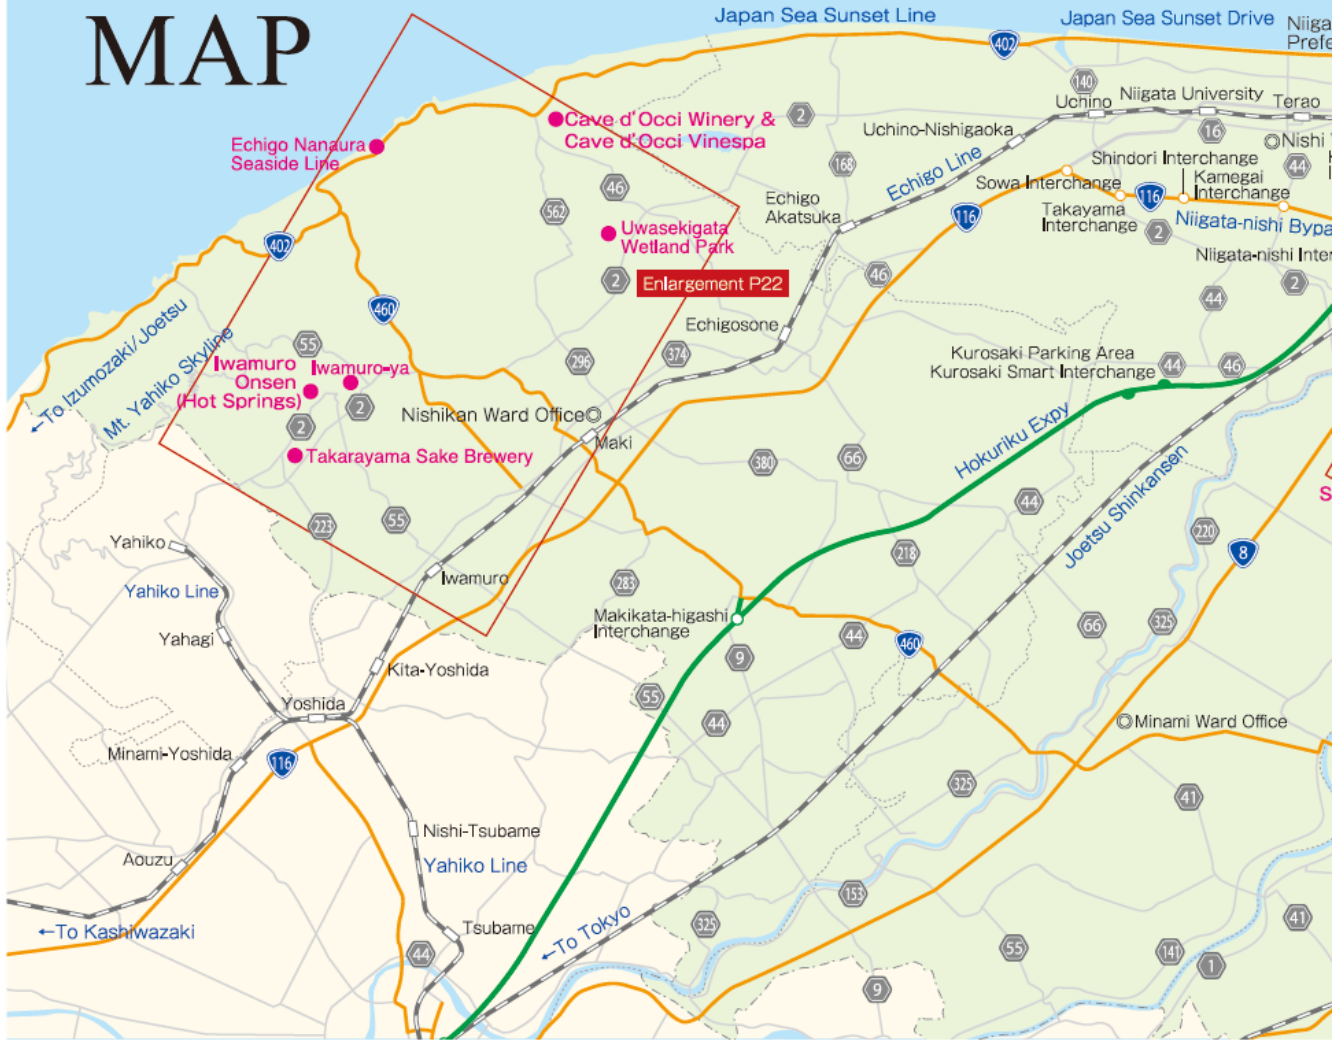 MAP
Japan Sea Sunset Line
Japan Sea Sunset Drive
Niiga
Prefe
402
140
Uchino
Niigata University
Terao
Cave d'Occi Winery &
Cave d'Occi Vinespa
2
Uchino-Nishigaoka
16
Nishi
Echigo Nanaura
Seaside Line
168
Echigo Line
Shindori Interchange
44
Sowa Interchange
Kamegai
Interchange
46
562
Echigo
Akatsuka
116
116
Takayama
Interchange
2
Niigata-nishi Bypa
Uwasekigata
Wetland Park
402
Niigata-nishi Inter
2
Enlargement P22
46
2
44
460
To Izumozaki/Joetsu
Mt. Yahiko Skyline
Echigosone
55
296
374
Kurosaki Parking Area
Kurosaki Smart Interchange
44
46
Iwamuro
Onsen
(Hot Springs)
Iwamuro-ya
2
2
Nishikan Ward Office
Maki
Hokuriku Expy
Takarayama Sake Brewery
380
66
Joetsu Shinkansen
S
44
223
55
220
8
218
Yahiko
Iwamuro
283
Yahiko Line
Makikata-higashi
Interchange
Yahagi
44
460
66
325
9
Kita-Yoshida
55
44
Yoshida
Minami Ward Office
Minami-Yoshida
116
325
41
Nishi-Tsubame
Aouzu
Yahiko Line
153
To Kashiwazaki
Tsubame
To Tokyo
325
41
44
55
141
1
9